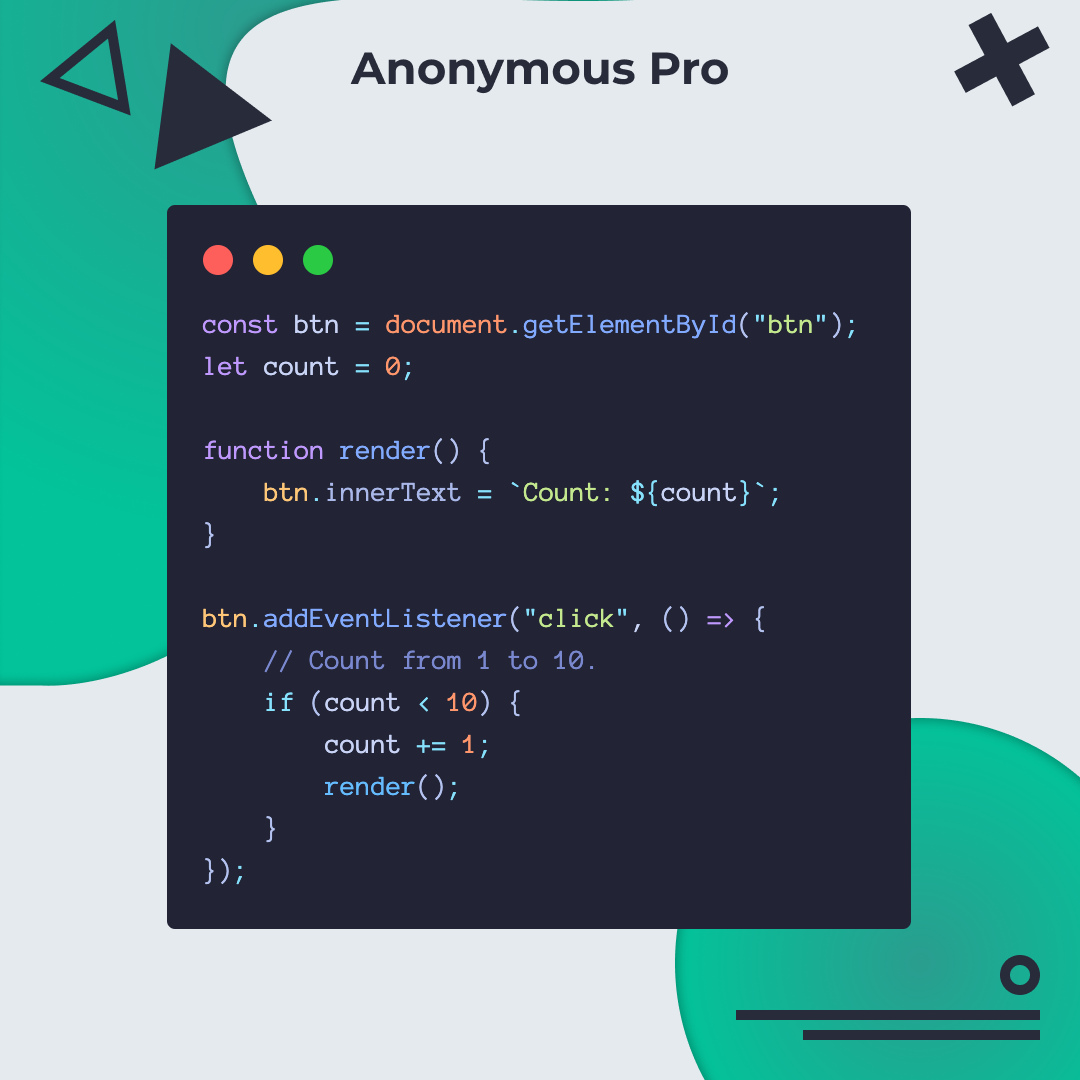 Anonymous Pro
const btn = document.getElementById("btn");
let count = 0;
function render() {
    btn.innerText = `Count: ${count}`;
}
btn.addEventListener("click", () => {
    // Count from 1 to 10.
    if (count < 10) {
        count += 1;
        render();
    }
});